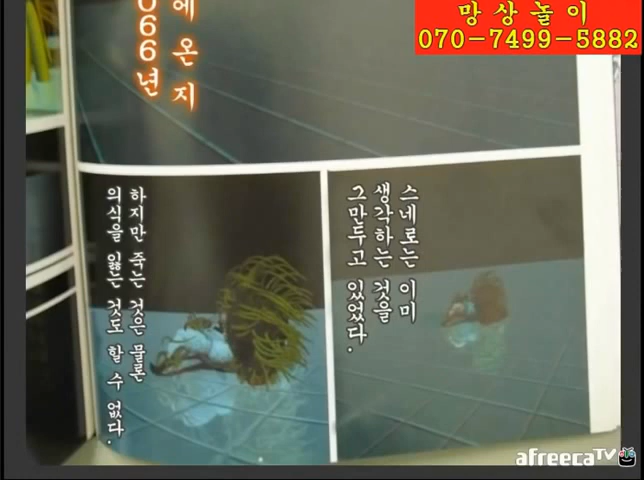 망상놀이
070-7499-5882
에 온 지
066년
스네로는 이미
생각하는 것을
그만두고 있었다.
하지만 죽는 것은 물론
의식을 잃는 것도 할 수 없다.
afreecaTV